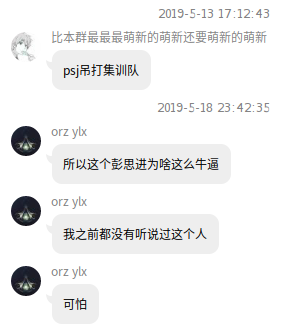 2019-5-13 17:12:43
比本群最最最萌新的萌新还要萌新的萌新
psj吊打集训队
2019-5-18 23:42:35
orz ylx
所以这个彭思进为啥这么牛逼
orz ylx
我之前都没有听说过这个人
orz ylx
可怕